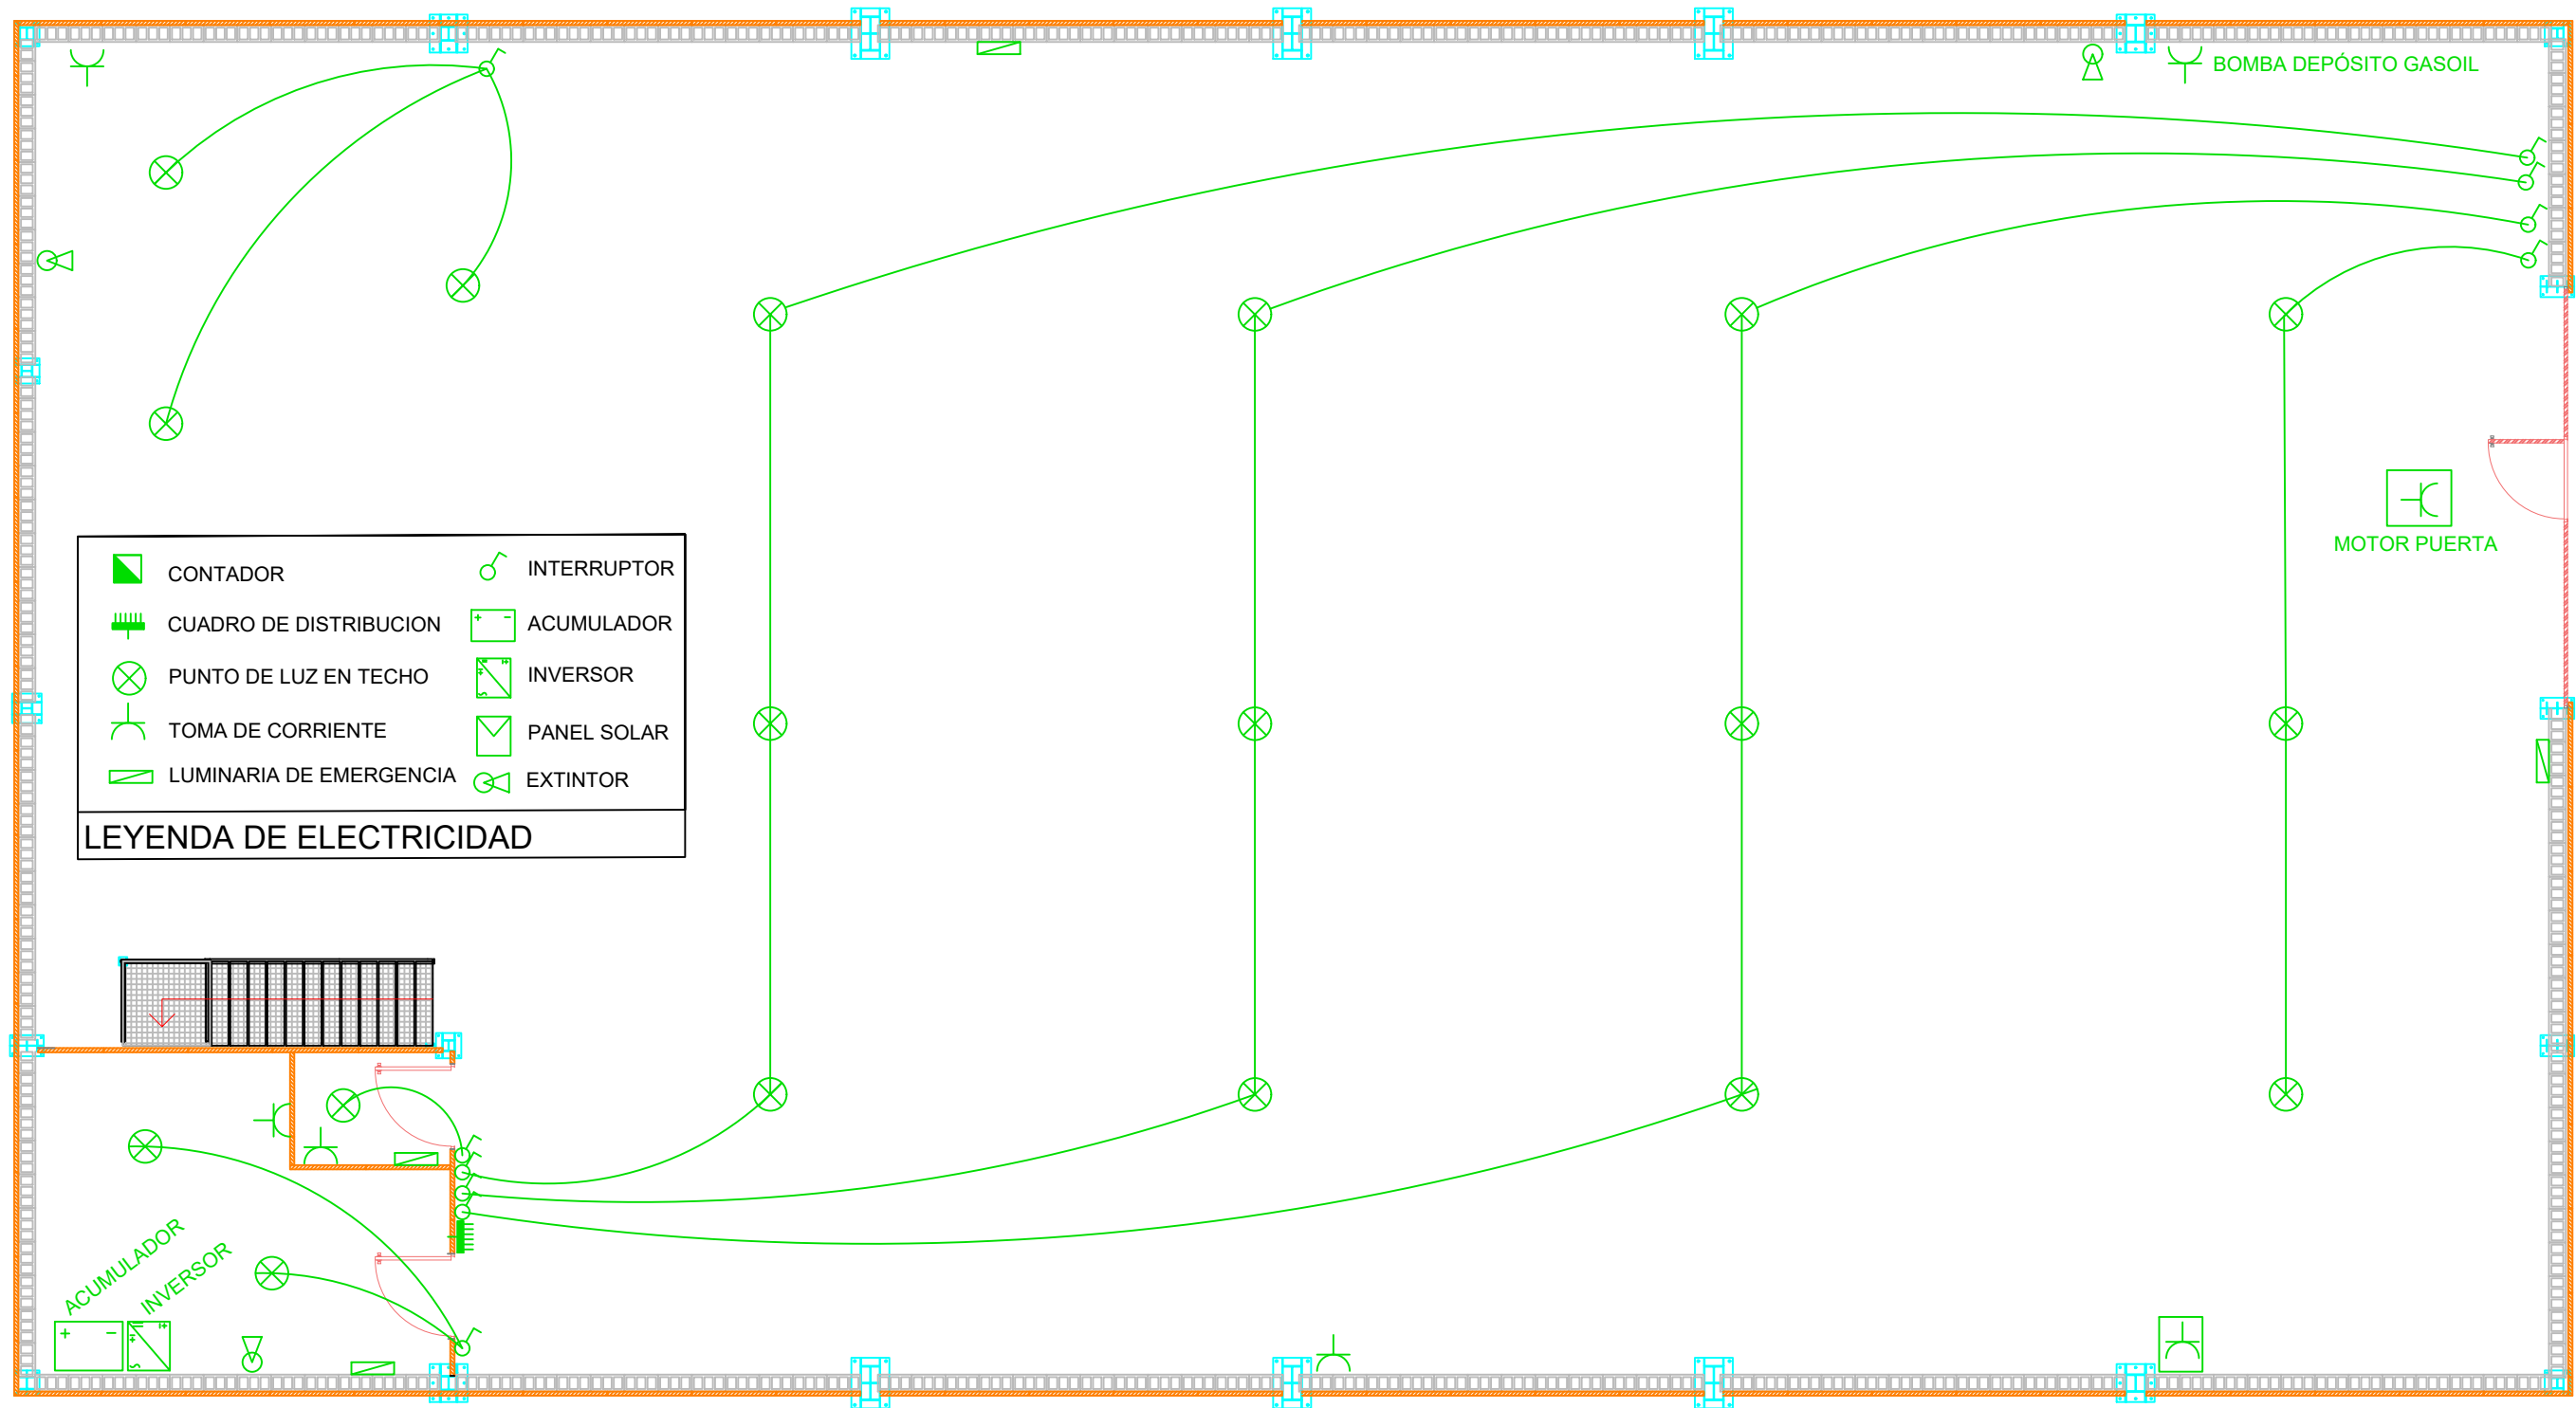 BOMBA DEPÓSITO GASOIL
MOTOR PUERTA
CONTADOR
INTERRUPTOR
CUADRO DE DISTRIBUCION
ACUMULADOR
PUNTO DE LUZ EN TECHO
INVERSOR
TOMA DE CORRIENTE
PANEL SOLAR
LUMINARIA DE EMERGENCIA
EXTINTOR
LEYENDA DE ELECTRICIDAD
ACUMULADOR
INVERSOR